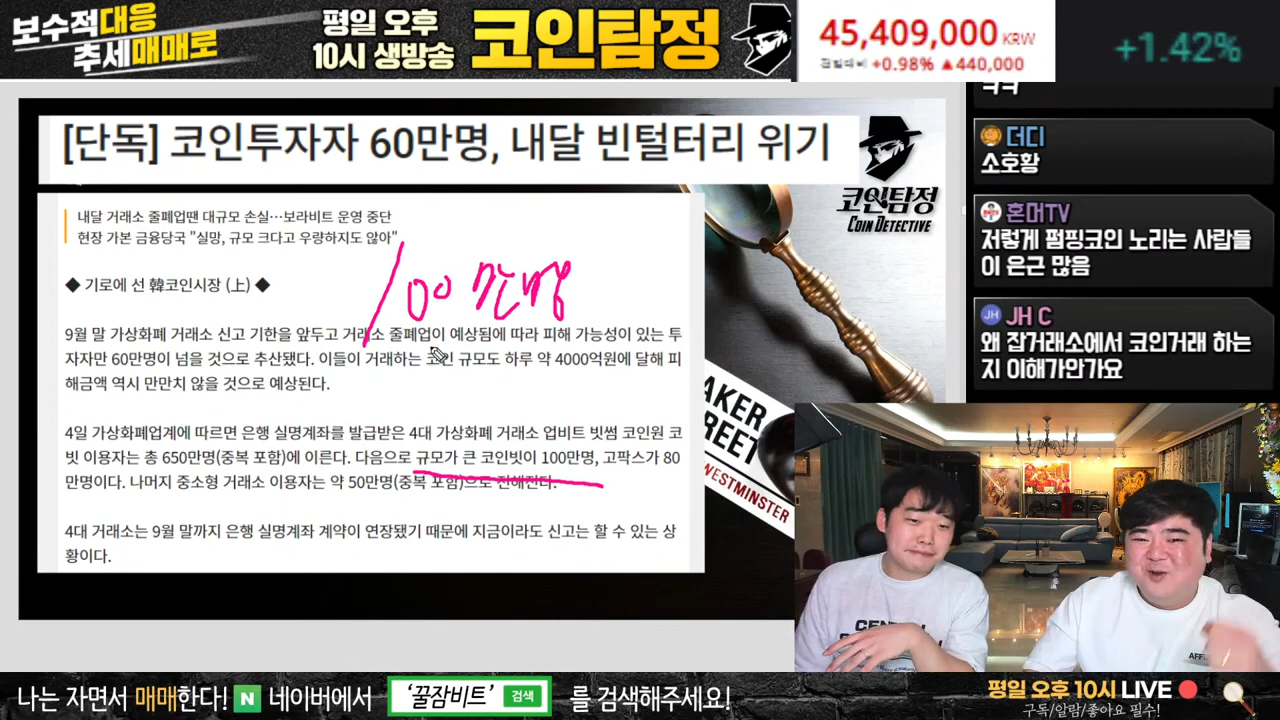 보수적대응
추세매매로
평일 오후
10시 생방송
코인탐정
45,409,000 KRW
전일대비 +0.98% ▲440,000
+1.42%
[단독] 코인투자자 60만명, 내달 빈털터리 위기
코인탐정
COIN DETECTIVE
내달 거래소 줄폐업땐 대규모 손실…보라비트 운영 중단
현장 가본 금융당국 "실망, 규모 크다고 우량하지도 않아"
100만명
◆ 기로에 선 韓코인시장 (上) ◆
9월 말 가상화폐 거래소 신고 기한을 앞두고 거래소 줄폐업이 예상됨에 따라 피해 가능성이 있는 투
자자만 60만명이 넘을 것으로 추산됐다. 이들이 거래하는 코인 규모도 하루 약 4000억원에 달해 피
해금액 역시 만만치 않을 것으로 예상된다.
4일 가상화폐업계에 따르면 은행 실명계좌를 발급받은 4대 가상화폐 거래소 업비트 빗썸 코인원 코
빗 이용자는 총 650만명(중복 포함)에 이른다. 다음으로 규모가 큰 코인빗이 100만명, 고팍스가 80
만명이다. 나머지 중소형 거래소 이용자는 약 50만명(중복 포함)으로 전해진다.
4대 거래소는 9월 말까지 은행 실명계좌 계약이 연장됐기 때문에 지금이라도 신고는 할 수 있는 상
황이다.
AKER
REET
WESTMINSTER
더디
소호황
혼머TV
저렇게 펌핑코인 노리는 사람들
이 은근 많음
JH JH C
왜 잡거래소에서 코인거래 하는
지 이해가안가요
나는 자면서 매매한다! N 네이버에서 '꿀잠비트' 검색 를 검색해주세요!
평일 오후 10시 LIVE
구독/알람/좋아요 필수!